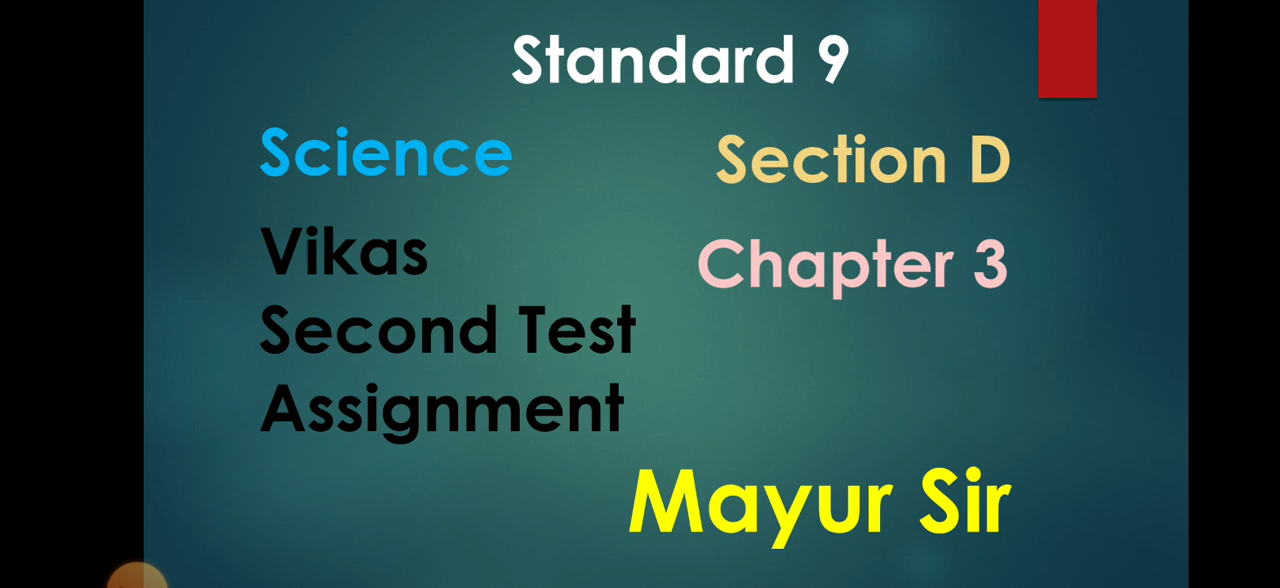 Standard 9
Science
Section D
Vikas
Chapter 3
Second Test
Assignment
Mayur Sir